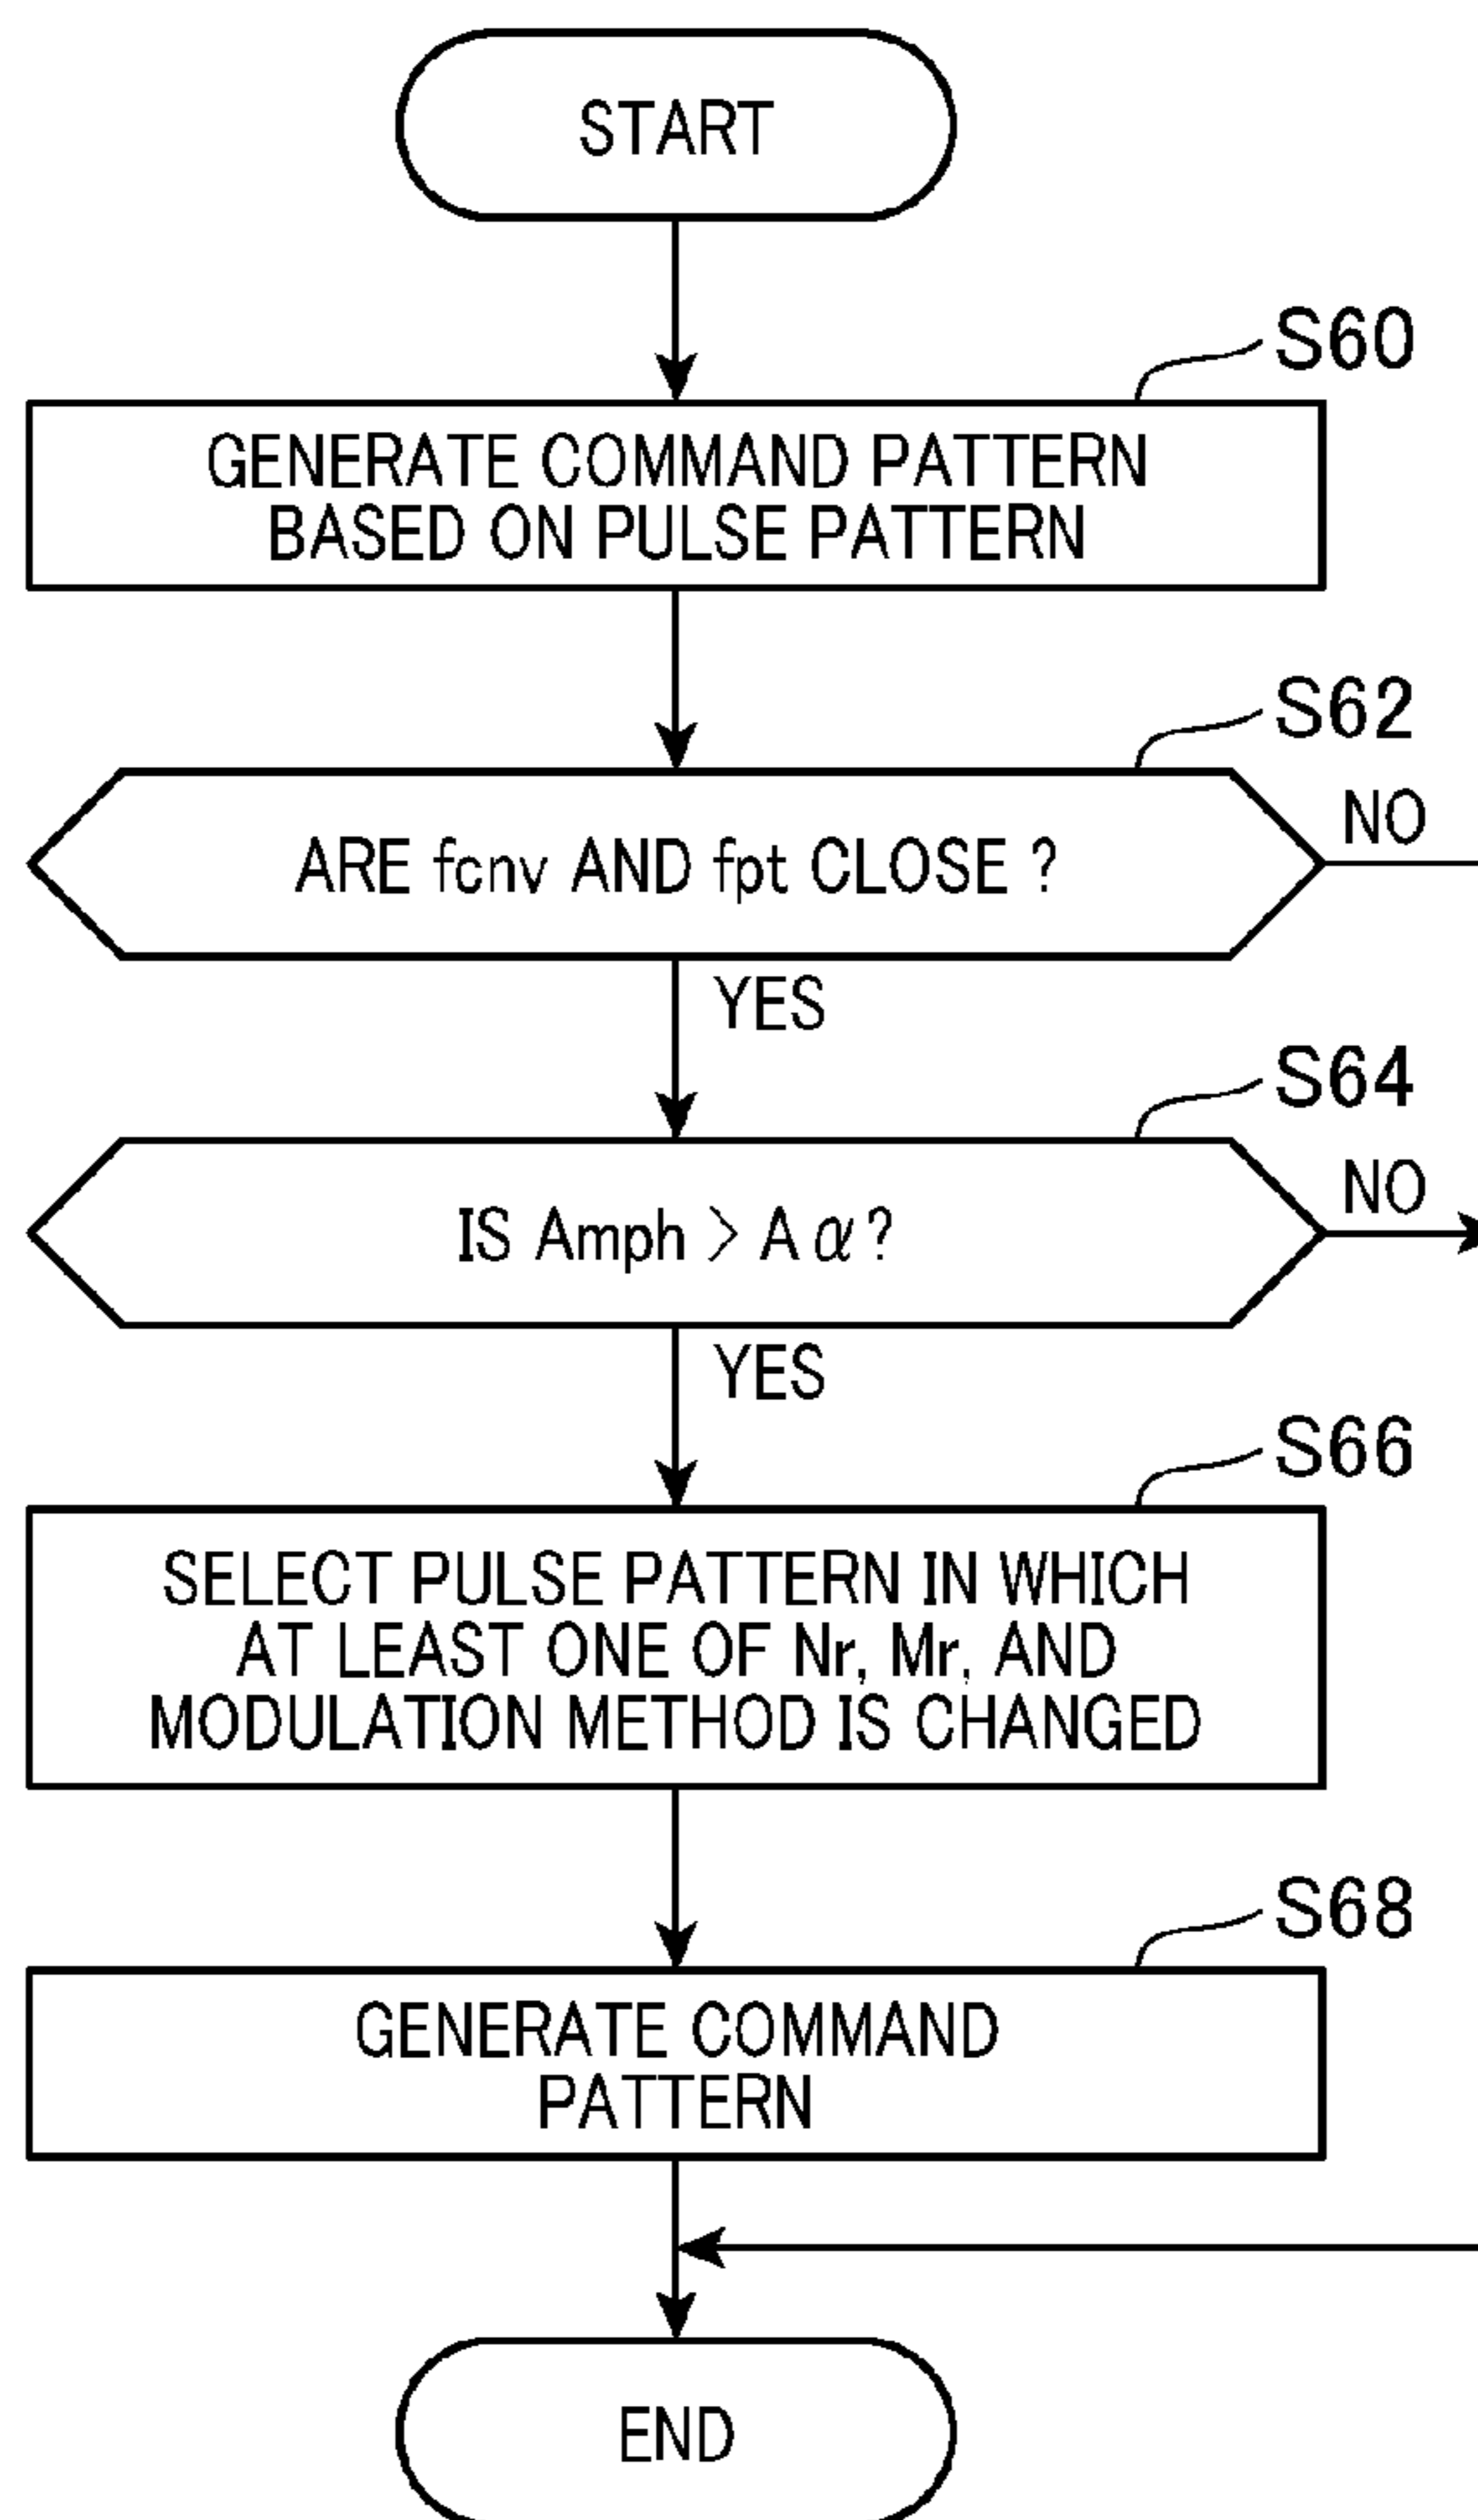 START
S60
GENERATE COMMAND PATTERN
BASED ON PULSE PATTERN
S62
ARE fcnv AND fpt CLOSE ?
NO
YES
S64
IS Amph > A α ?
NO
YES
S66
SELECT PULSE PATTERN IN WHICH
AT LEAST ONE OF Nr, Mr, AND
MODULATION METHOD IS CHANGED
S68
GENERATE COMMAND
PATTERN
END